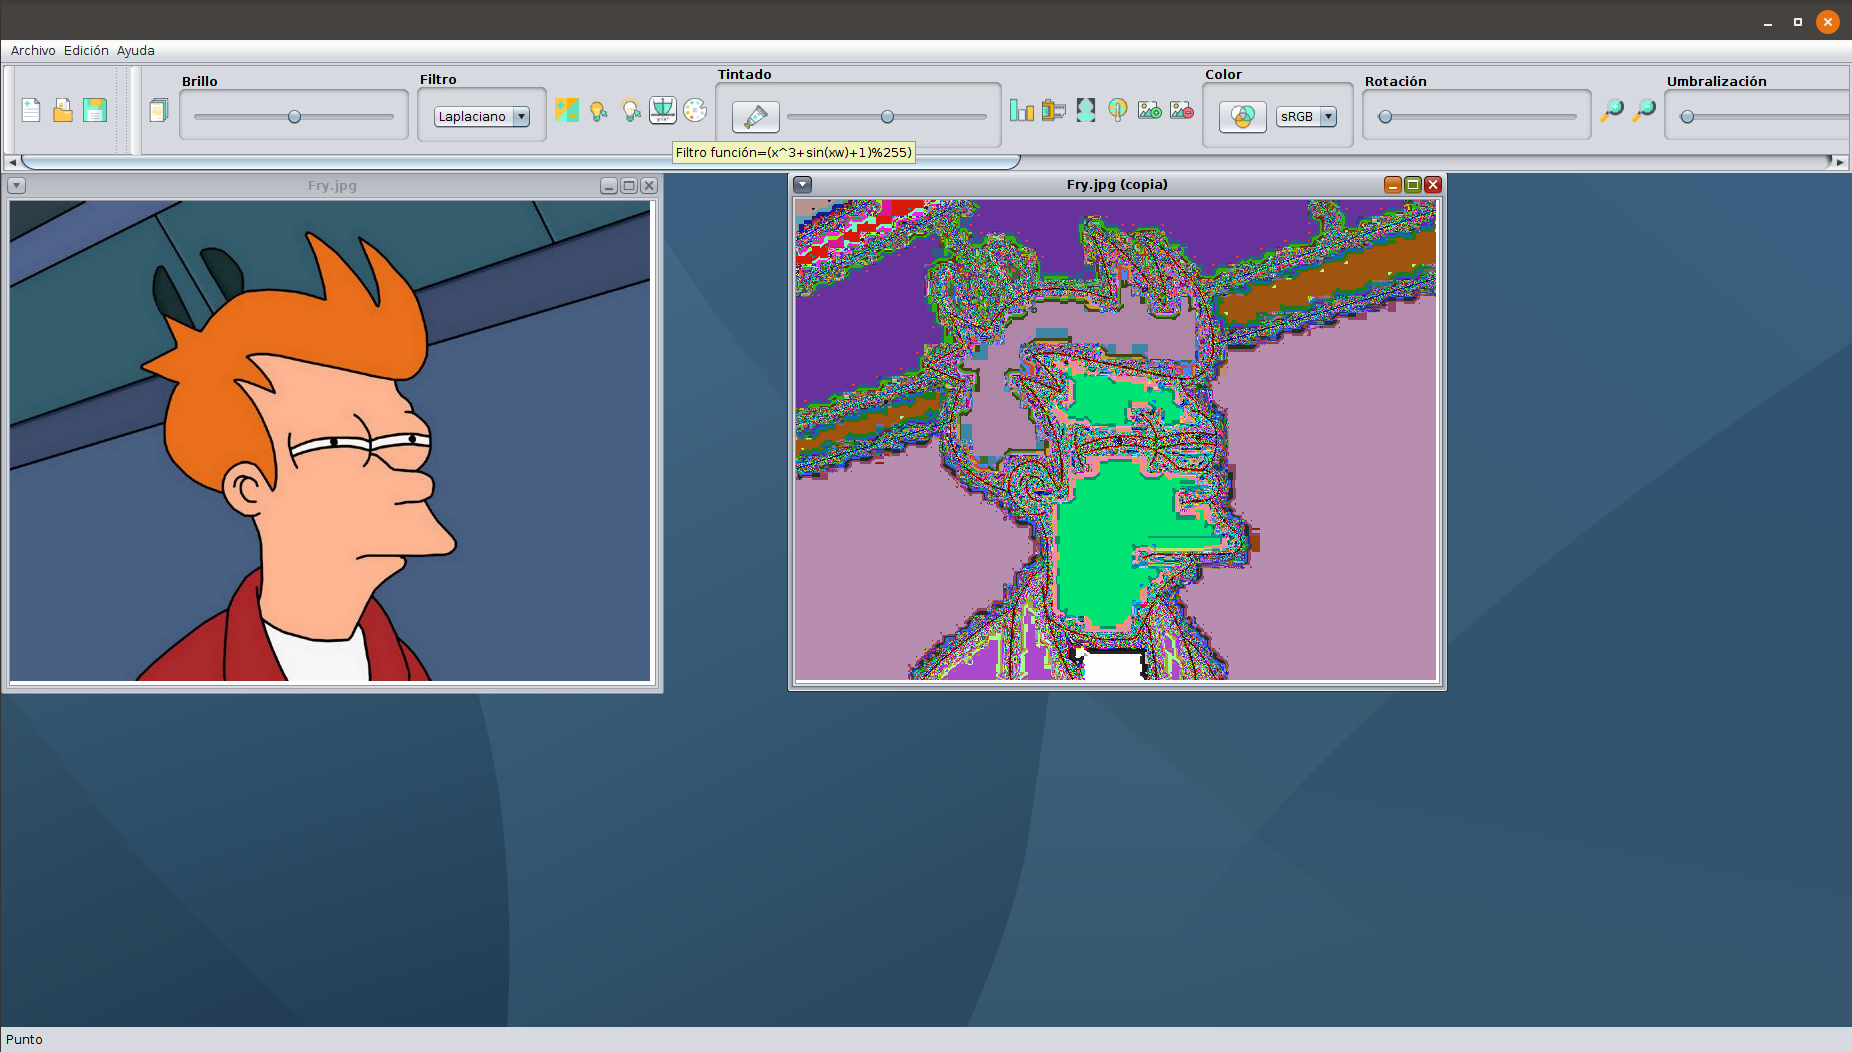 Archivo Edición Ayuda
Brillo
Filtro
Tintado
Color
Rotación
Umbralización
Laplaciano
sRGB
Filtro función=(x^3+sin(xw)+1)%255)
Fry.jpg
Fry.jpg (copia)
Punto